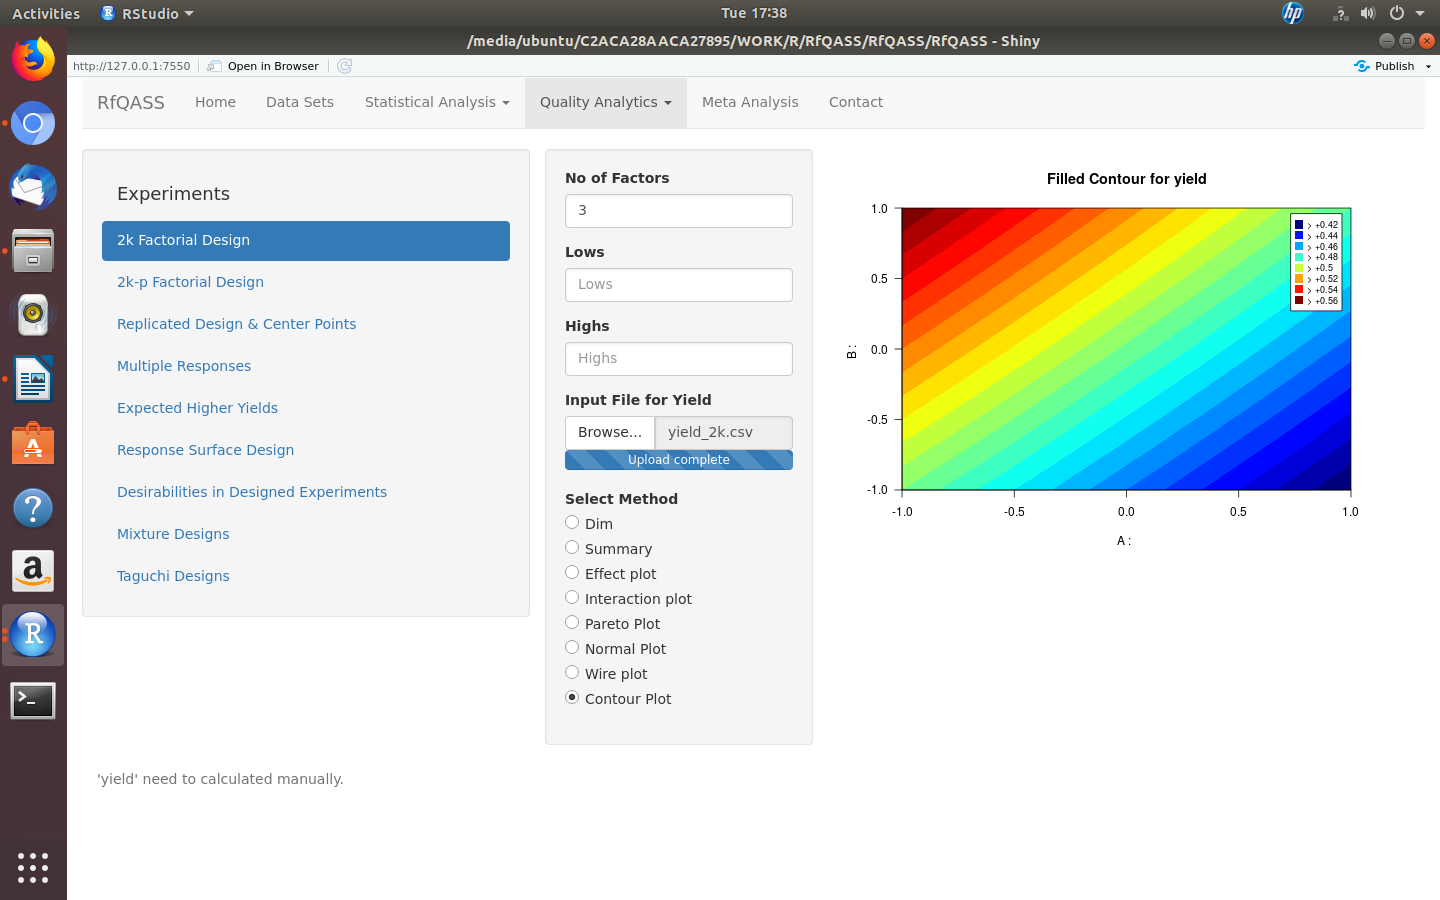 Activities RStudio Tue 17:38
/media/ubuntu/C2ACA28AACA27895/WORK/R/RfQASS/RfQASS/RfQASS - Shiny
http://127.0.0.1:7550 Open in Browser Publish
RfQASS Home Data Sets Statistical Analysis Quality Analytics Meta Analysis Contact
Experiments
2k Factorial Design
2k-p Factorial Design
Replicated Design & Center Points
Multiple Responses
Expected Higher Yields
Response Surface Design
Desirabilities in Designed Experiments
Mixture Designs
Taguchi Designs
No of Factors
3
Lows
Lows
Highs
Highs
Input File for Yield
Browse... yield_2k.csv
Upload complete
Select Method
Dim
Summary
Effect plot
Interaction plot
Pareto Plot
Normal Plot
Wire plot
Contour Plot
Filled Contour for yield
1.0
0.5
0.0
-0.5
-1.0
B :
> +0.42
> +0.44
> +0.46
> +0.48
> +0.5
> +0.52
> +0.54
> +0.56
-1.0 -0.5 0.0 0.5 1.0
A :
'yield' need to calculated manually.
hp
?
a
R
>_